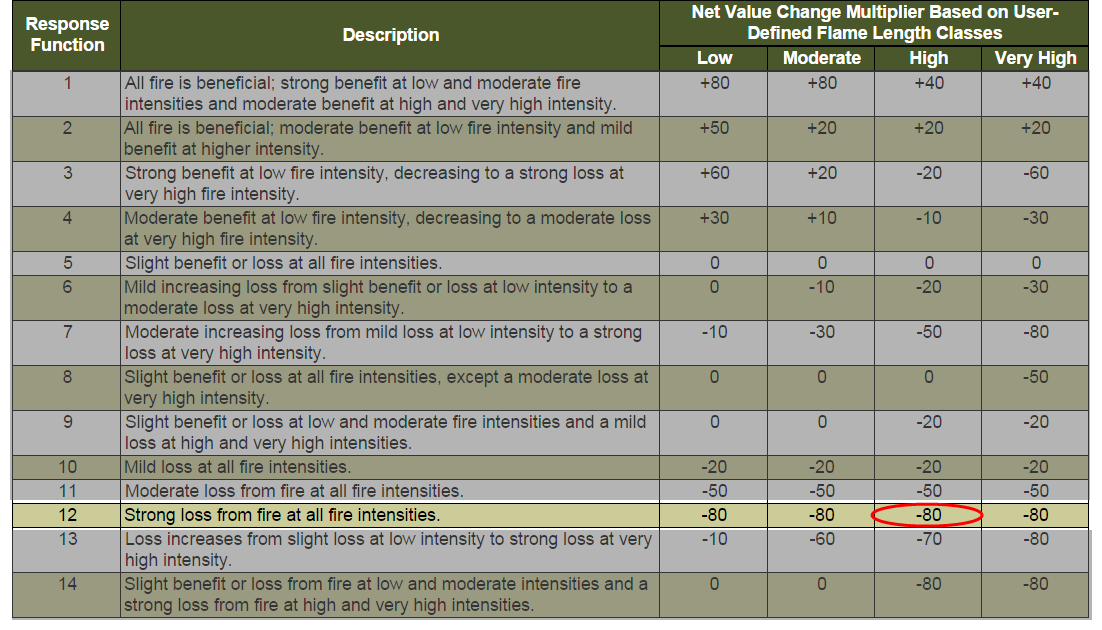 Response Function
Description
Net Value Change Multiplier Based on User-
Defined Flame Length Classes
Low Moderate High Very High
1 All fire is beneficial; strong benefit at low and moderate fire +80 +80 +40 +40
intensities and moderate benefit at high and very high intensity.
2 All fire is beneficial; moderate benefit at low fire intensity and mild +50 +20 +20 +20
benefit at higher intensity.
3 Strong benefit at low fire intensity, decreasing to a strong loss at +60 +20 -20 -60
very high fire intensity.
4 Moderate benefit at low fire intensity, decreasing to a moderate loss +30 +10 -10 -30
at very high fire intensity.
5 Slight benefit or loss at all fire intensities. 0 0 0 0
6 Mild increasing loss from slight benefit or loss at low intensity to a 0 -10 -20 -30
moderate loss at very high intensity.
7 Moderate increasing loss from mild loss at low intensity to a strong -10 -30 -50 -80
loss at very high intensity.
8 Slight benefit or loss at all fire intensities, except a moderate loss at 0 0 0 -50
very high intensity.
9 Slight benefit or loss at low and moderate fire intensities and a mild 0 0 -20 -20
loss at high and very high intensities.
10 Mild loss at all fire intensities. -20 -20 -20 -20
11 Moderate loss from fire at all fire intensities. -50 -50 -50 -50
12 Strong loss from fire at all fire intensities. -80 -80 -80 -80
13 Loss increases from slight loss at low intensity to strong loss at very -10 -60 -70 -80
high intensity.
14 Slight benefit or loss from fire at low and moderate intensities and a 0 0 -80 -80
strong loss from fire at high and very high intensities.